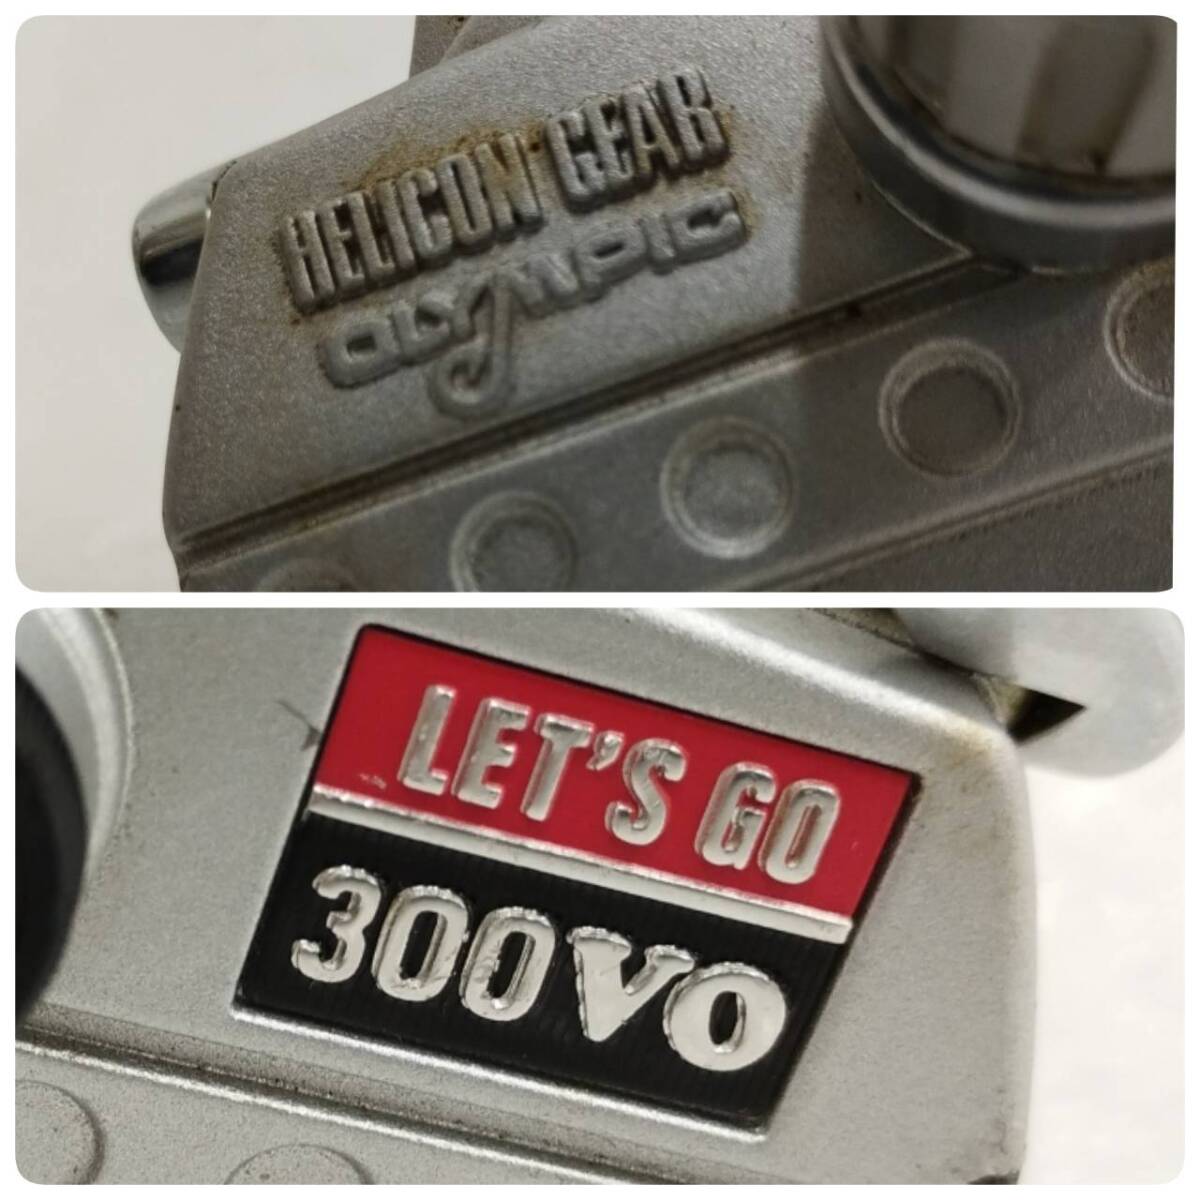 HELICON GEAR
OLYMPIC
LET'S GO
300VO